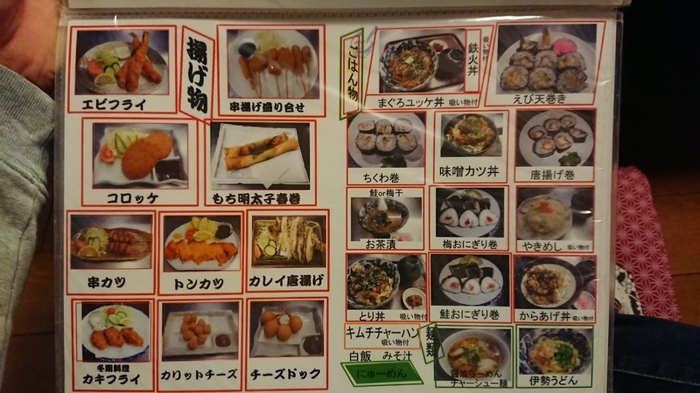 揚げ物
エビフライ
串揚げ盛り合せ
コロッケ
もち明太子春巻
串カツ
トンカツ
カレイ唐揚げ
冬期料理
カキフライ
カリットチーズ
チーズドック
ごはん物
まぐろユッケ丼 吸い物付
鉄火丼
吸い物付
えび天巻き
ちくわ巻
味噌カツ丼
唐揚げ巻
鮭or梅干
お茶漬
梅おにぎり巻
やきめし 吸い物付
とり丼 吸い物付
鮭おにぎり巻
からあげ丼 吸い物付
キムチチャーハン
吸い物付
白飯 みそ汁
にゅーめん
麺類
チャーシュー麺
伊勢うどん